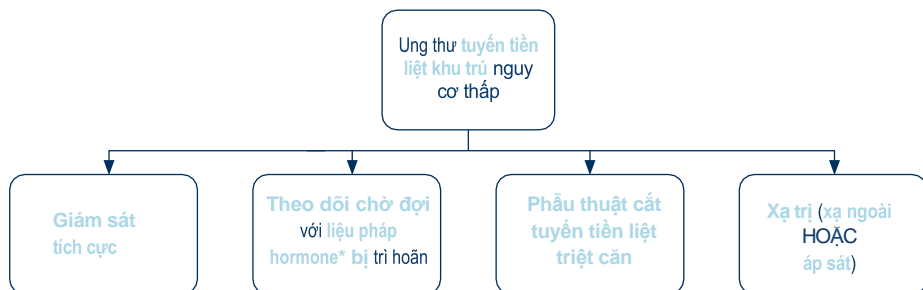 Ung thư tuyến tiền
liệt khu trú nguy
cơ thấp
Giám sát
tích cực
Theo dõi chờ đợi
với liệu pháp
hormone* bị trì hoãn
Phẫu thuật cắt
tuyến tiền liệt
triệt căn
Xạ trị (xạ ngoài
HOẶC
áp sát)